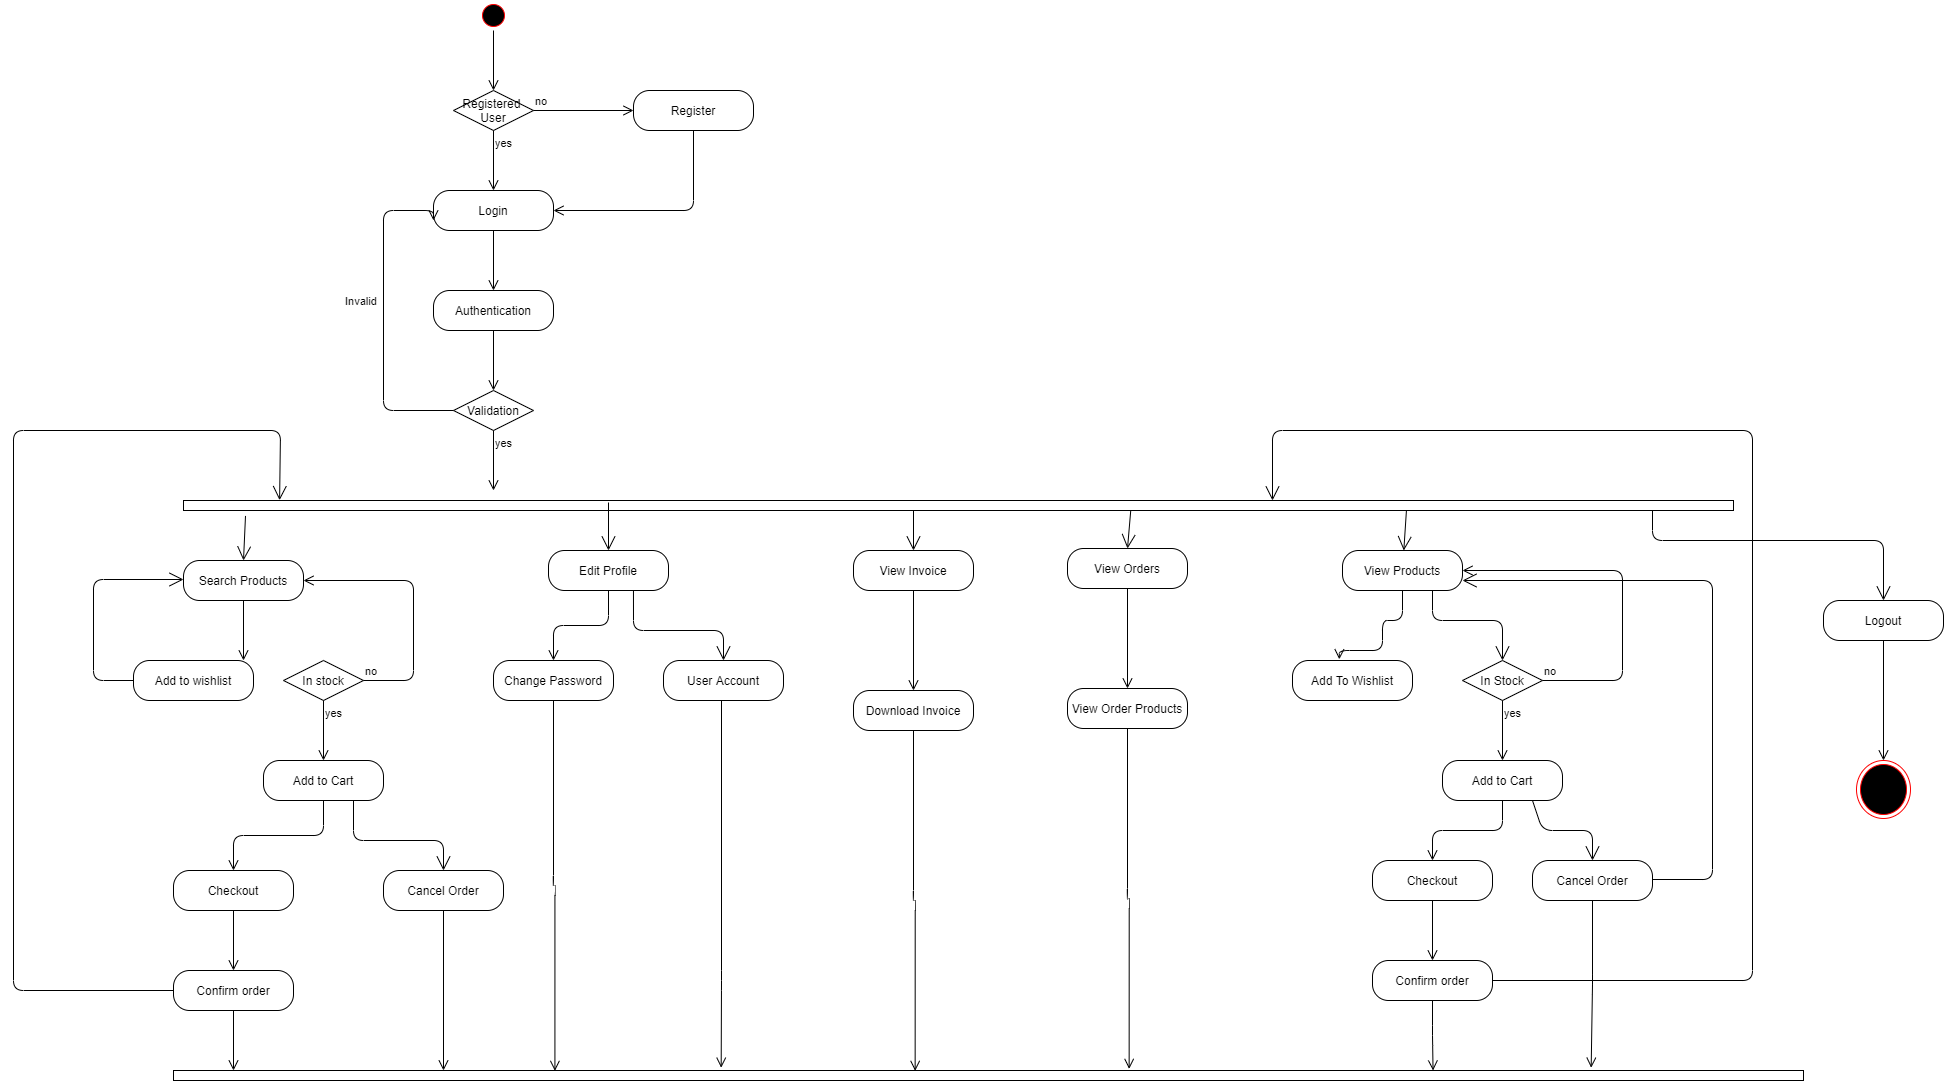 Registered
User
no
Register
yes
Login
Invalid
Authentication
Validation
yes
Search Products
Edit Profile
View Invoice
View Orders
View Products
Logout
Add to wishlist
In stock
no
yes
Change Password
User Account
Download Invoice
View Order Products
Add To Wishlist
In Stock
no
yes
Add to Cart
Add to Cart
Checkout
Cancel Order
Checkout
Cancel Order
Confirm order
Confirm order